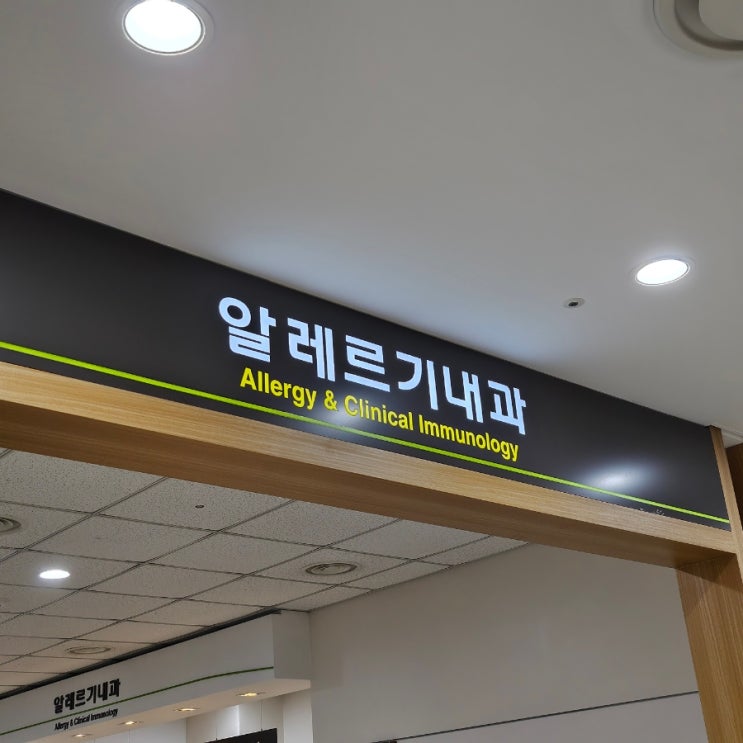 알레르기내과
Allergy & Clinical Immunology
알레르기내과
Allergy & Clinical Immunology